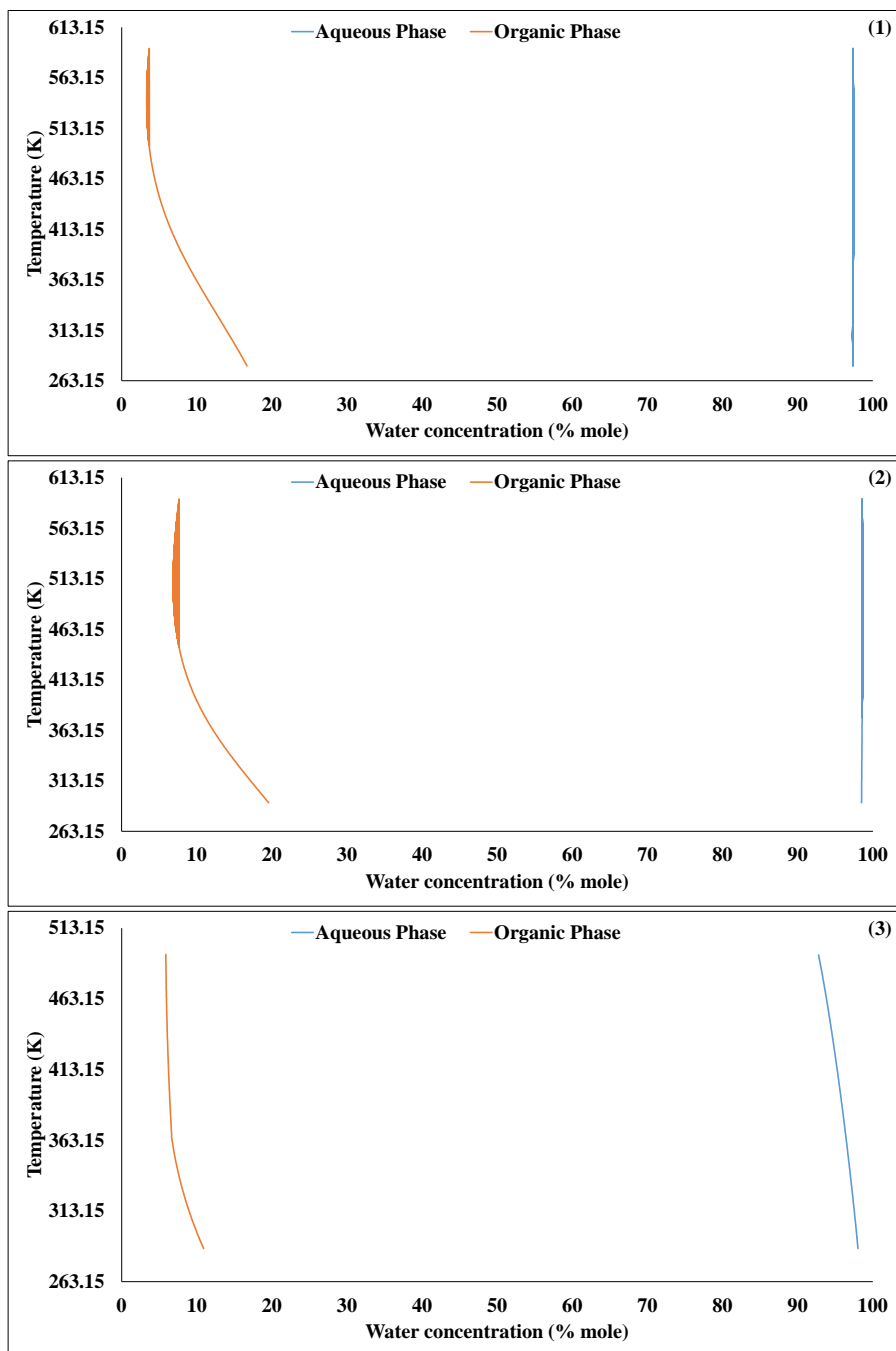 Aqueous Phase Organic Phase (1)
613.15
563.15
513.15
463.15
413.15
363.15
313.15
263.15
Temperature (K)
0 10 20 30 40 50 60 70 80 90 100
Water concentration (% mole)
Aqueous Phase Organic Phase (2)
613.15
563.15
513.15
463.15
413.15
363.15
313.15
263.15
Temperature (K)
0 10 20 30 40 50 60 70 80 90 100
Water concentration (% mole)
Aqueous Phase Organic Phase (3)
513.15
463.15
413.15
363.15
313.15
263.15
Temperature (K)
0 10 20 30 40 50 60 70 80 90 100
Water concentration (% mole)